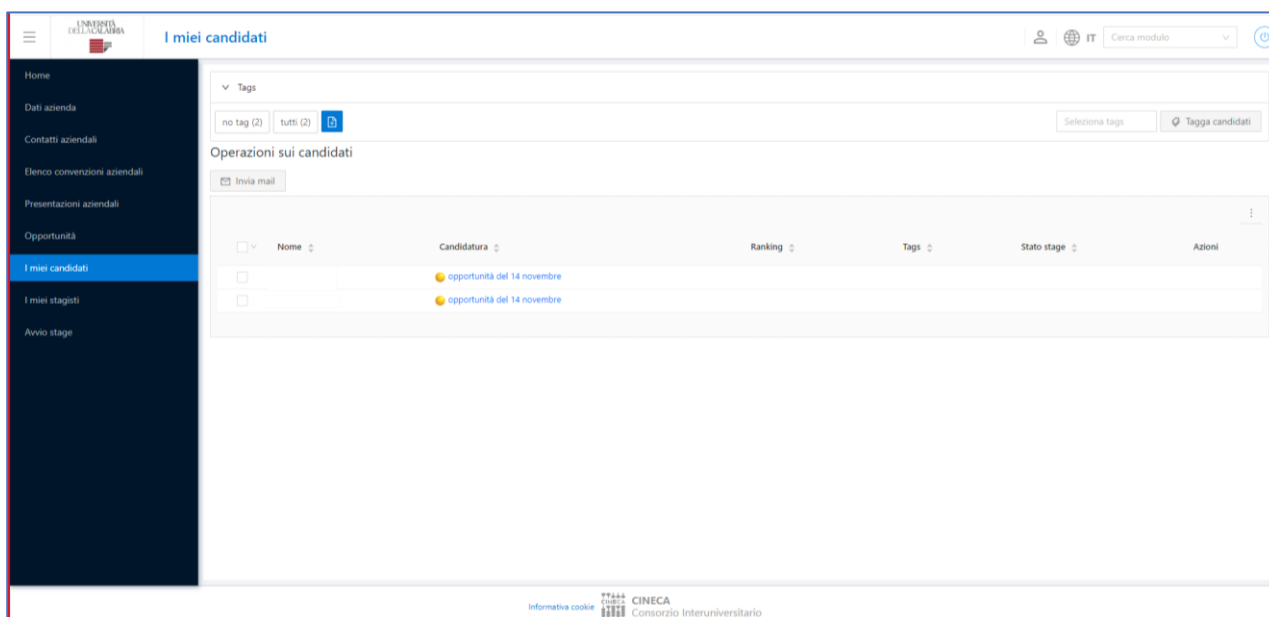 UNIVERSITÀ
DELLA CALABRIA
I miei candidati
IT
Cerca modulo
Home
Dati azienda
Contatti aziendali
Elenco convenzioni aziendali
Presentazioni aziendali
Opportunità
I miei candidati
I miei stagisti
Avvio stage
Tags
no tag (2) tutti (2)
Seleziona tags Tagga candidati
Operazioni sui candidati
Invia mail
Nome Candidatura Ranking Tags Stato stage Azioni
opportunità del 14 novembre
opportunità del 14 novembre
Informativa cookie
CINECA
CINECA
Consorzio Interuniversitario